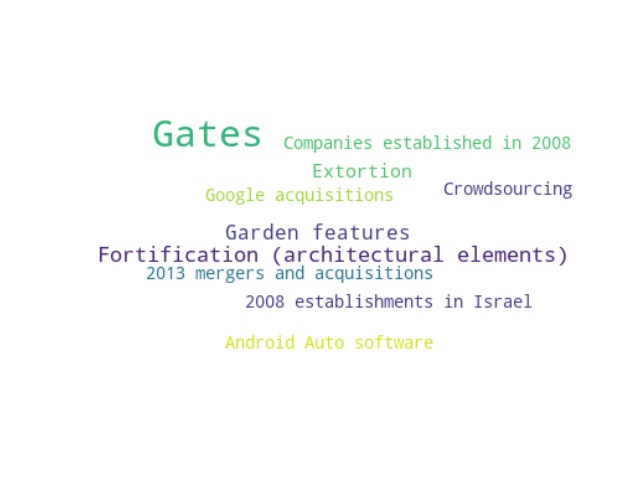 Gates
Companies established in 2008
Extortion
Crowdsourcing
Google acquisitions
Garden features
Fortification (architectural elements)
2013 mergers and acquisitions
2008 establishments in Israel
Android Auto software